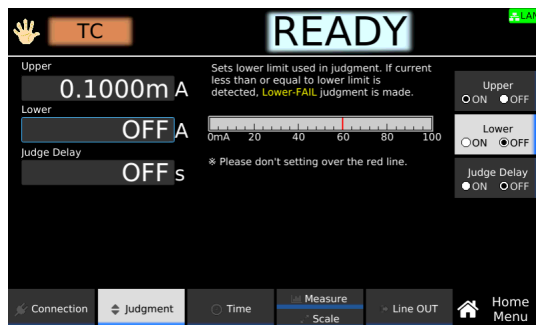 TC
READY
LAN
Upper
0.1000m A
Lower
OFF A
Judge Delay
OFF s
Sets lower limit used in judgment. If current
less than or equal to lower limit is
detected, Lower-FAIL judgment is made.
0mA 20 40 60 80 100
※ Please don't setting over the red line.
Upper
ON OFF
Lower
ON OFF
Judge Delay
ON OFF
Connection
Judgment
Time
Measure
Scale
Line OUT
Home
Menu